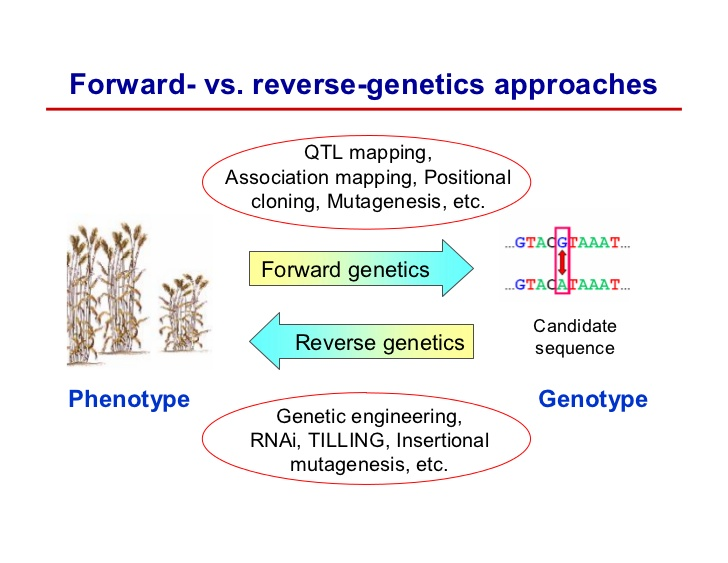 Forward- vs. reverse-genetics approaches
QTL mapping,
Association mapping, Positional
cloning, Mutagenesis, etc.
Forward genetics
...GTACGTAAAT...
...GTACATAAAT...
Reverse genetics
Candidate
sequence
Phenotype
Genotype
Genetic engineering,
RNAi, TILLING, Insertional
mutagenesis, etc.